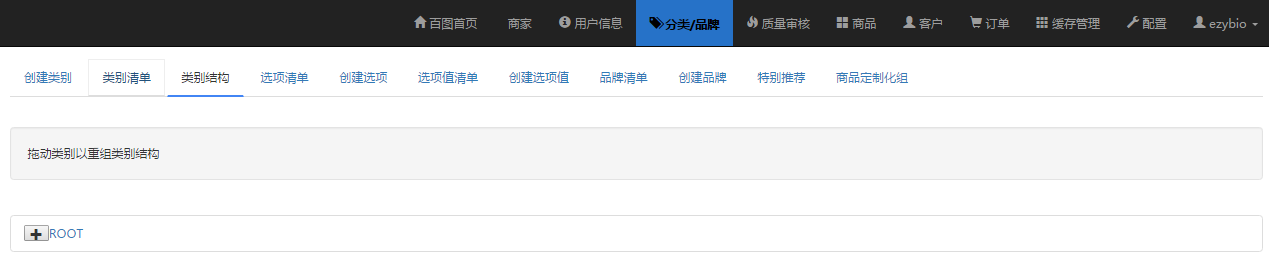 百图首页 商家 用户信息 分类/品牌 质量审核 商品 客户 订单 缓存管理 配置 ezybio
创建类别 类别清单 类别结构 选项清单 创建选项 选项值清单 创建选项值 品牌清单 创建品牌 特别推荐 商品定制化组
拖动类别以重组类别结构
ROOT